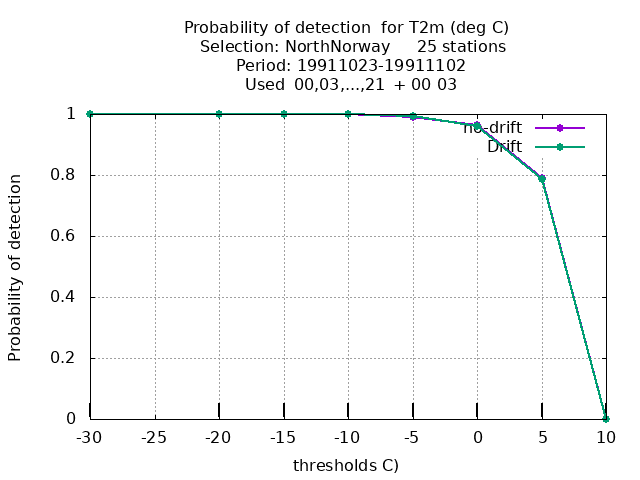 Probability of detection  for T2m (deg C)
Selection: NorthNorway     25 stations
Period: 19911023-19911102
Used  00,03,...,21  + 00 03
no-drift
Drift
Probability of detection
1
0.8
0.6
0.4
0.2
0
-30 -25 -20 -15 -10 -5 0 5 10
thresholds C)